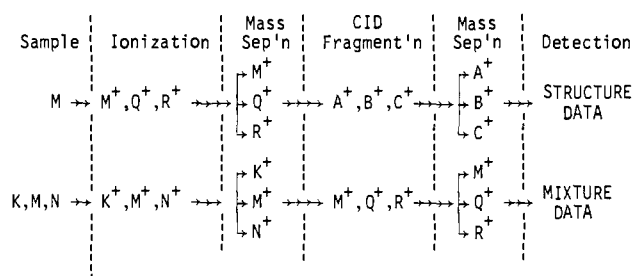 Sample Ionization Mass Sep'n CID Fragment'n Mass Sep'n Detection
M M⁺,Q⁺,R⁺ M⁺ Q⁺ R⁺ A⁺,B⁺,C⁺ A⁺ B⁺ C⁺ STRUCTURE DATA
K,M,N K⁺,M⁺,N⁺ K⁺ M⁺ N⁺ M⁺,Q⁺,R⁺ M⁺ Q⁺ R⁺ MIXTURE DATA